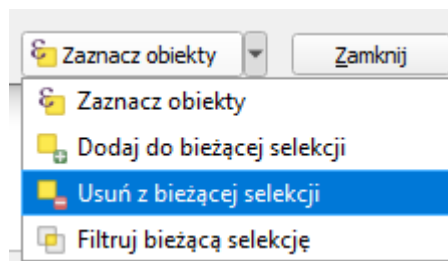 Zaznacz obiekty Zamknij
Zaznacz obiekty
Dodaj do bieżącej selekcji
Usuń z bieżącej selekcji
Filtruj bieżącą selekcję